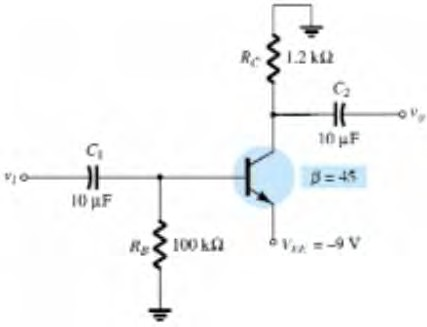 R_C 1.2 kΩ
C_2
v_o
10 μF
C_1
v_i
10 μF
β = 45
R_B 100 kΩ
V_EE = -9 V